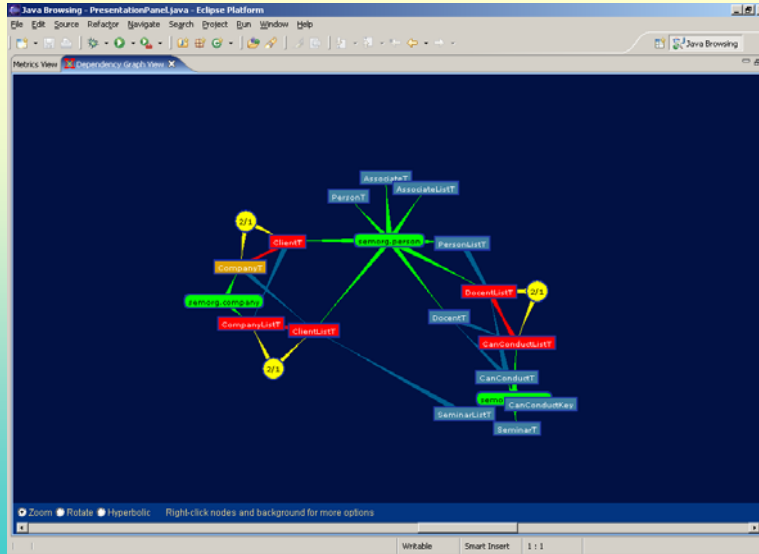 Java Browsing - PresentationPanel.java - Eclipse Platform
File Edit Source Refactor Navigate Search Project Run Window Help
Java Browsing
Metrics View Dependency Graph View
AssociateT
PersonT AssociateListT
2/1
ClientT semorg.person PersonListT
CompanyT
DocentListT 2/1
semorg.company
CompanyListT ClientListT DocentT
CanConductListT
2/1
CanConductT
CanConductKey
SeminarListT
SeminarT
Zoom Rotate Hyperbolic Right-click nodes and background for more options
Writable Smart Insert 1 : 1